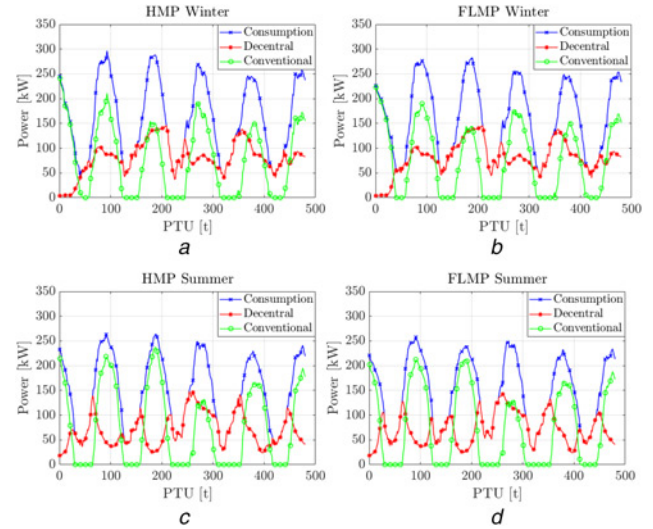 HMP Winter
350
300
250
200
150
100
50
0
Power [kW]
Consumption
Decentral
Conventional
0 100 200 300 400 500
PTU [t]
a
FLMP Winter
350
300
250
200
150
100
50
0
Power [kW]
Consumption
Decentral
Conventional
0 100 200 300 400 500
PTU [t]
b
HMP Summer
350
300
250
200
150
100
50
0
Power [kW]
Consumption
Decentral
Conventional
0 100 200 300 400 500
PTU [t]
c
FLMP Summer
350
300
250
200
150
100
50
0
Power [kW]
Consumption
Decentral
Conventional
0 100 200 300 400 500
PTU [t]
d